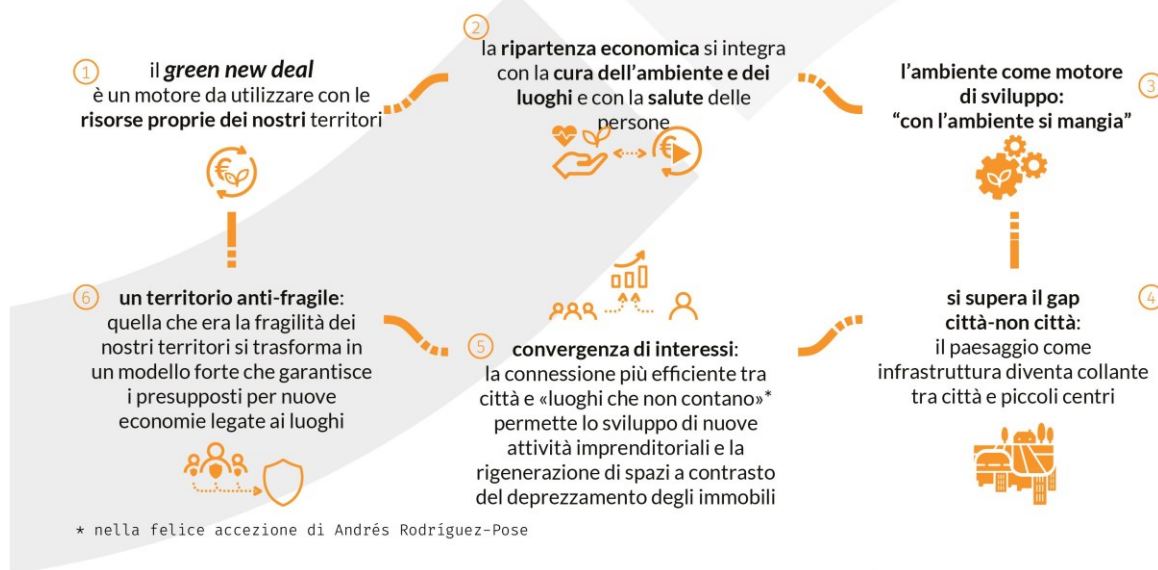 1
il green new deal
è un motore da utilizzare con le
risorse proprie dei nostri territori
2
la ripartenza economica si integra
con la cura dell'ambiente e dei
luoghi e con la salute delle
persone
l'ambiente come motore
di sviluppo:
"con l'ambiente si mangia"
3
si supera il gap
città-non città:
il paesaggio come
infrastruttura diventa collante
tra città e piccoli centri
4
5
convergenza di interessi:
la connessione più efficiente tra
città e «luoghi che non contano»*
permette lo sviluppo di nuove
attività imprenditoriali e la
rigenerazione di spazi a contrasto
del deprezzamento degli immobili
6
un territorio anti-fragile:
quella che era la fragilità dei
nostri territori si trasforma in
un modello forte che garantisce
i presupposti per nuove
economie legate ai luoghi
* nella felice accezione di Andrés Rodríguez-Pose